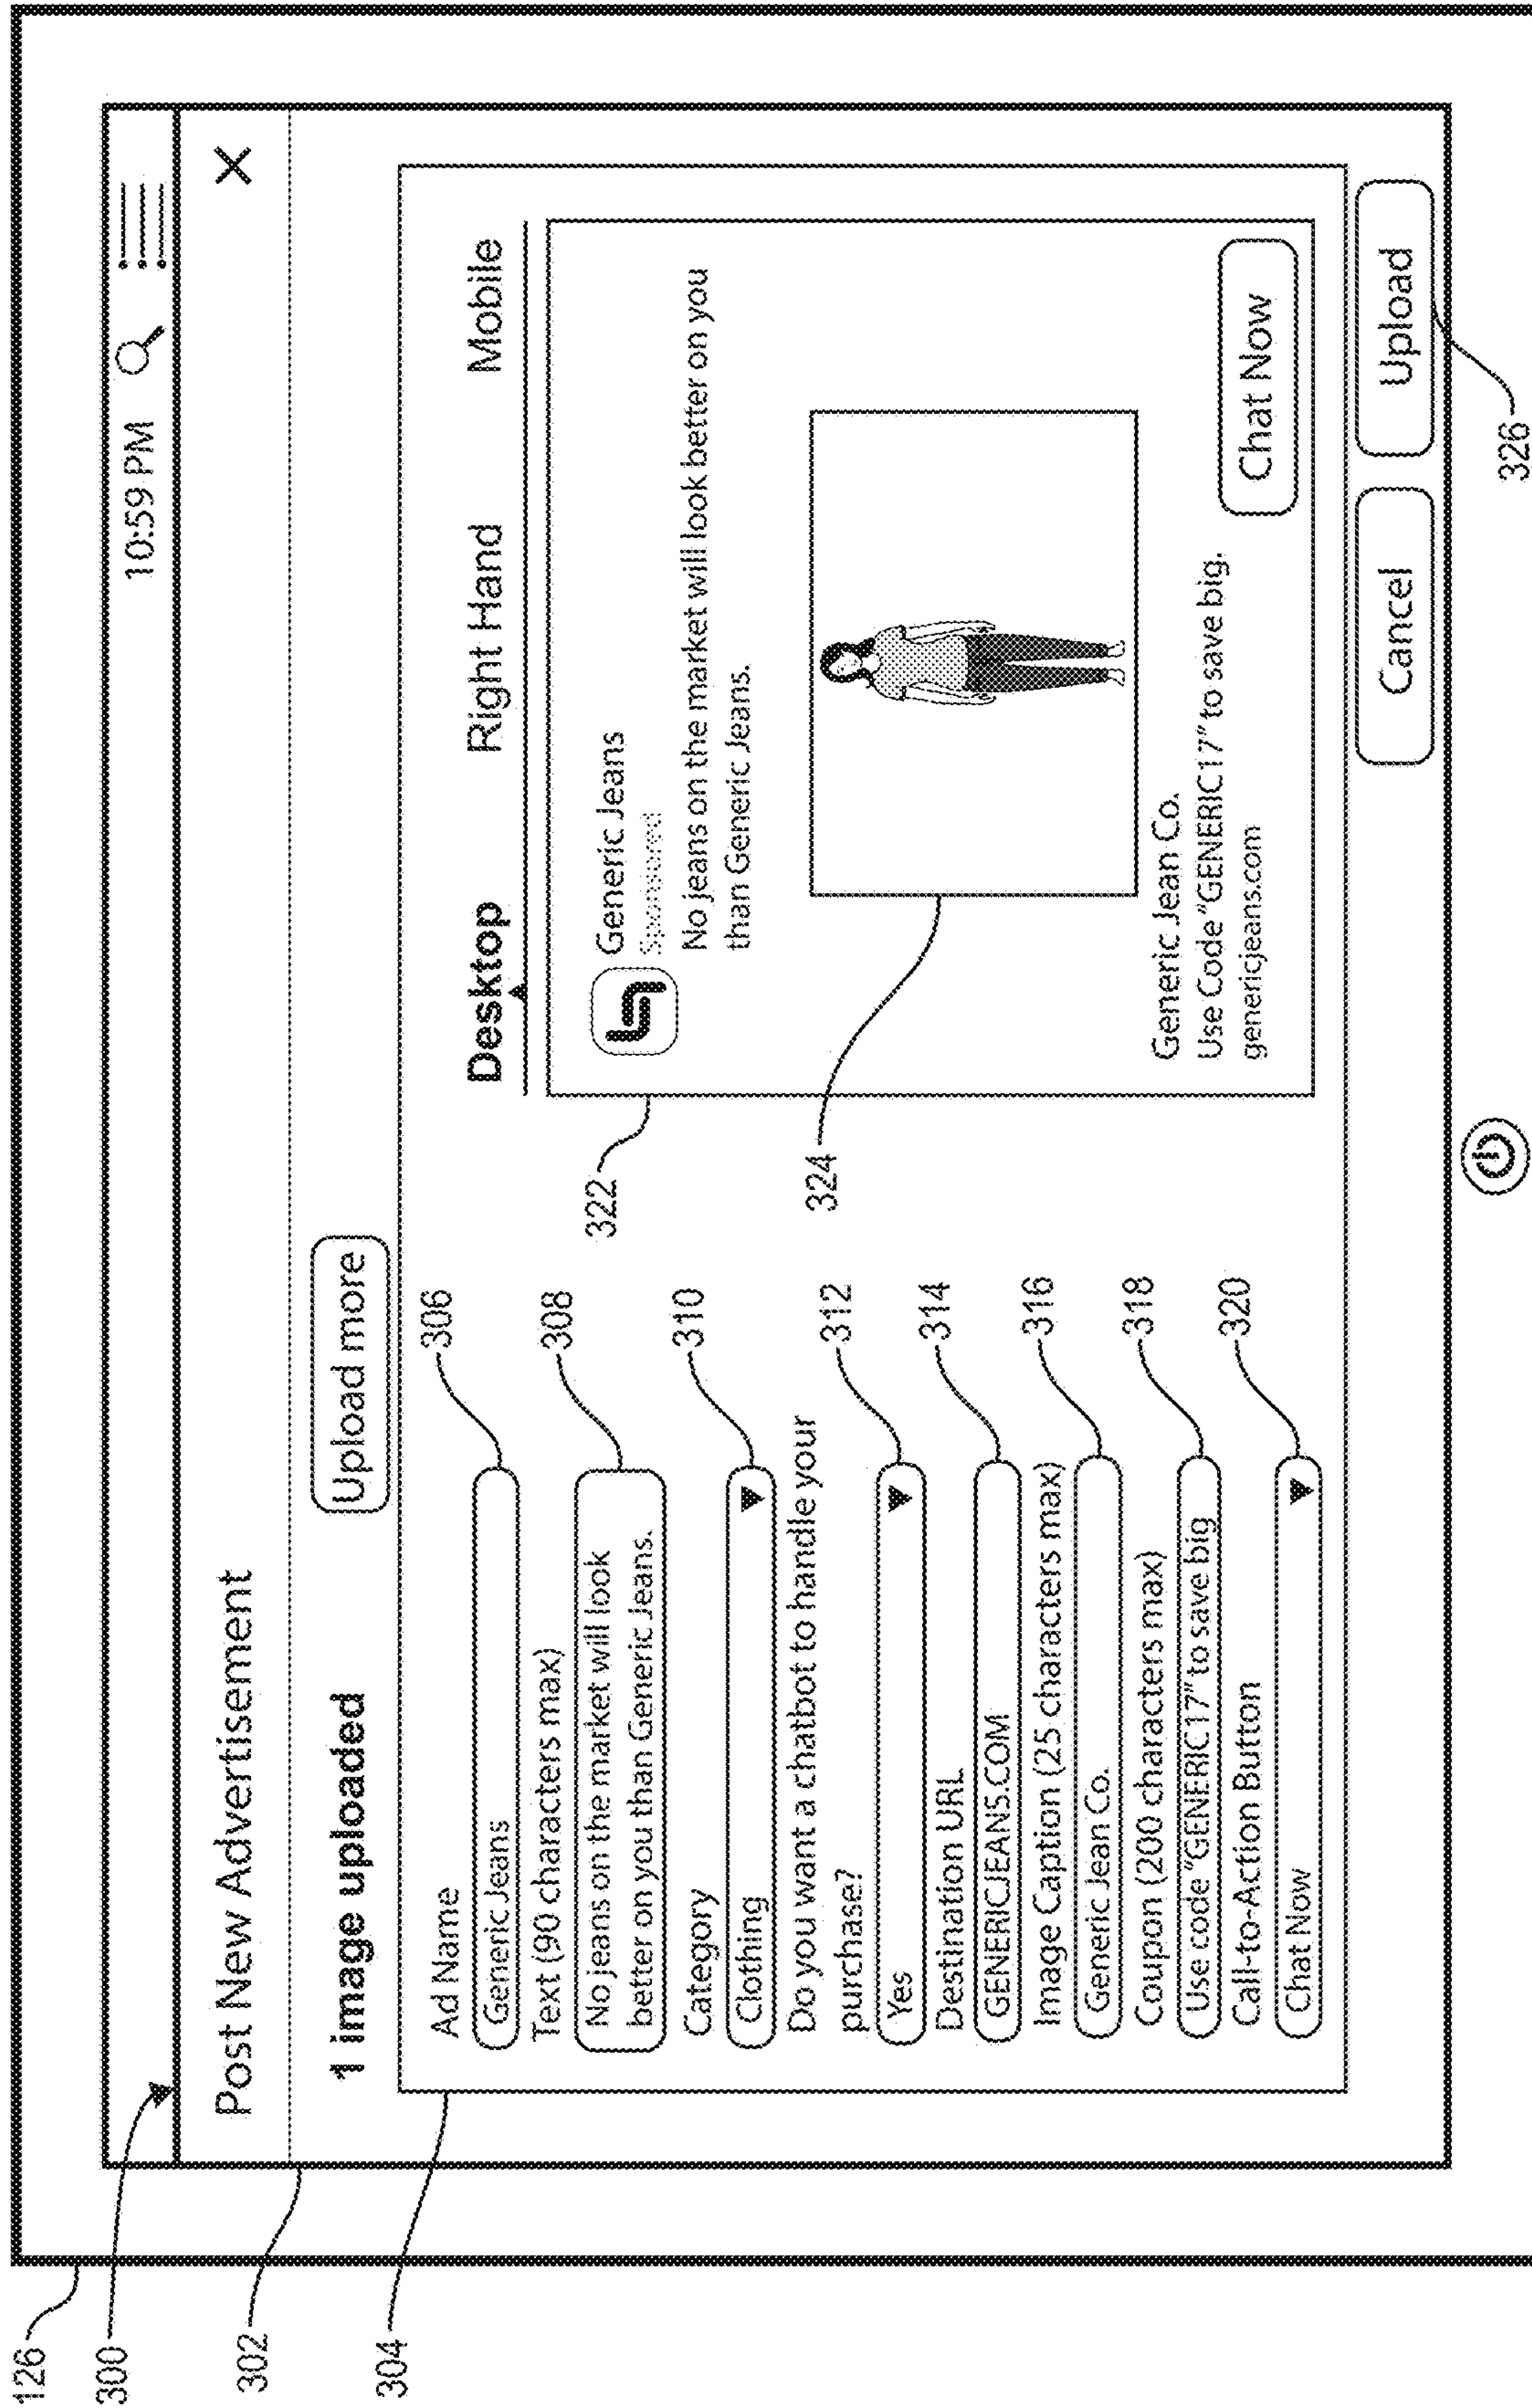 126
300
302
304
10:59 PM
Post New Advertisement
X
1 image uploaded
Upload more
Ad Name
Generic Jeans
306
Text (90 characters max)
No jeans on the market will look
better on you than Generic Jeans.
308
Category
Clothing
310
Do you want a chatbot to handle your
purchase?
Yes
312
Destination URL
GENERICJEANS.COM
314
Image Caption (25 characters max)
Generic Jean Co.
316
Coupon (200 characters max)
Use code "GENERIC17" to save big
318
Call-to-Action Button
Chat Now
320
Desktop
Right Hand
Mobile
322
Generic Jeans
Sponsored
No jeans on the market will look better on you
than Generic Jeans.
324
Generic Jean Co.
Use Code "GENERIC17" to save big.
genericjeans.com
Chat Now
Cancel
Upload
326